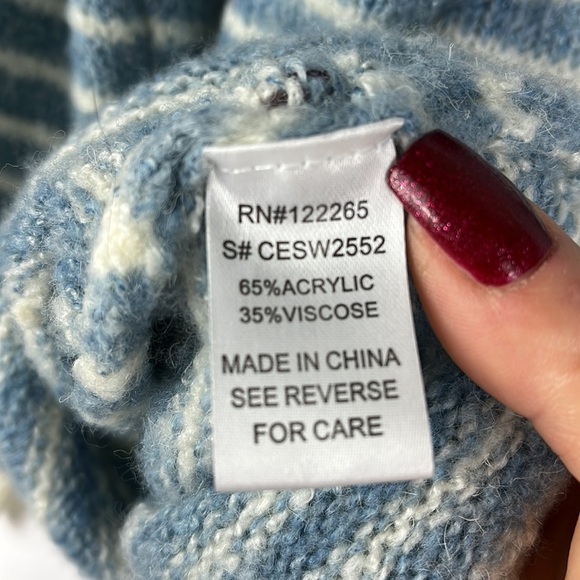 RN#122265
S# CESW2552
65%ACRYLIC
35%VISCOSE
MADE IN CHINA
SEE REVERSE
FOR CARE